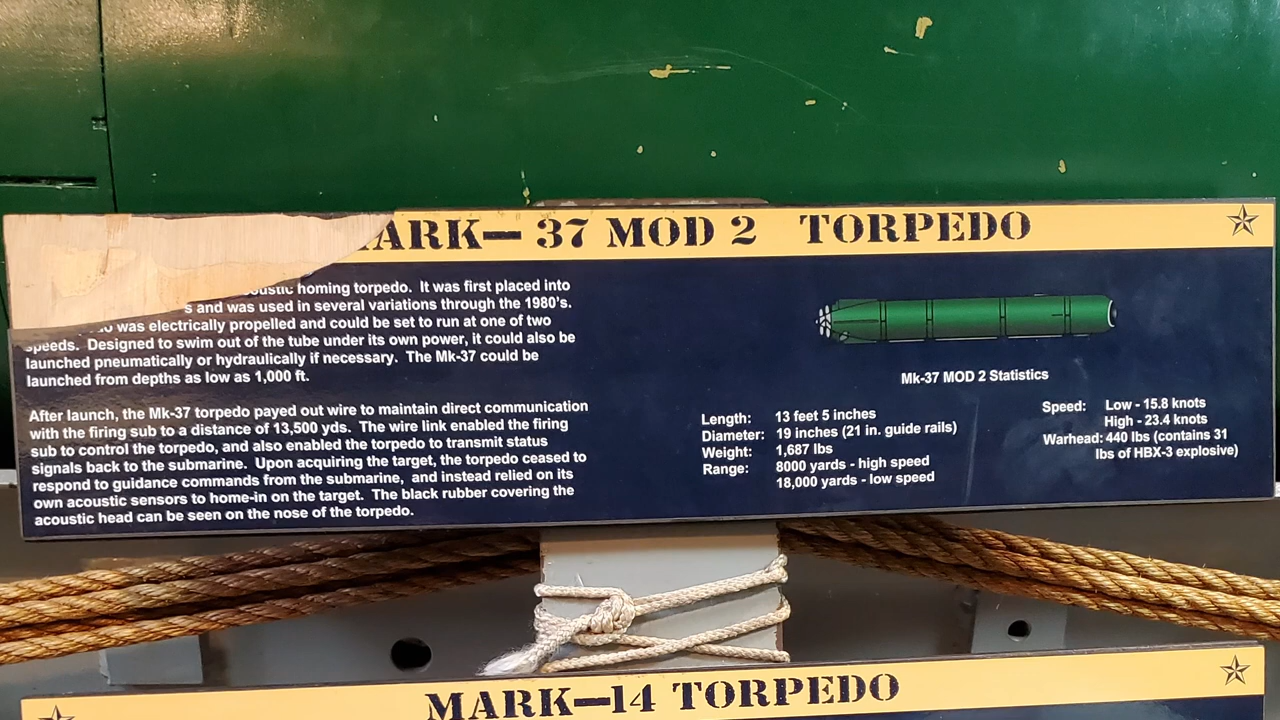 MARK— 37 MOD 2 TORPEDO
homing torpedo. It was first placed into
s and was used in several variations through the 1980's.
was electrically propelled and could be set to run at one of two
speeds. Designed to swim out of the tube under its own power, it could also be
launched pneumatically or hydraulically if necessary. The Mk-37 could be
launched from depths as low as 1,000 ft.
After launch, the Mk-37 torpedo payed out wire to maintain direct communication
with the firing sub to a distance of 13,500 yds. The wire link enabled the firing
sub to control the torpedo, and also enabled the torpedo to transmit status
signals back to the submarine. Upon acquiring the target, the torpedo ceased to
respond to guidance commands from the submarine, and instead relied on its
own acoustic sensors to home-in on the target. The black rubber covering the
acoustic head can be seen on the nose of the torpedo.
Mk-37 MOD 2 Statistics
Length: 13 feet 5 inches
Diameter: 19 inches (21 in. guide rails)
Weight: 1,687 lbs
Range: 8000 yards - high speed
18,000 yards - low speed
Speed: Low - 15.8 knots
High - 23.4 knots
Warhead: 440 lbs (contains 31
lbs of HBX-3 explosive)
MARK—14 TORPEDO